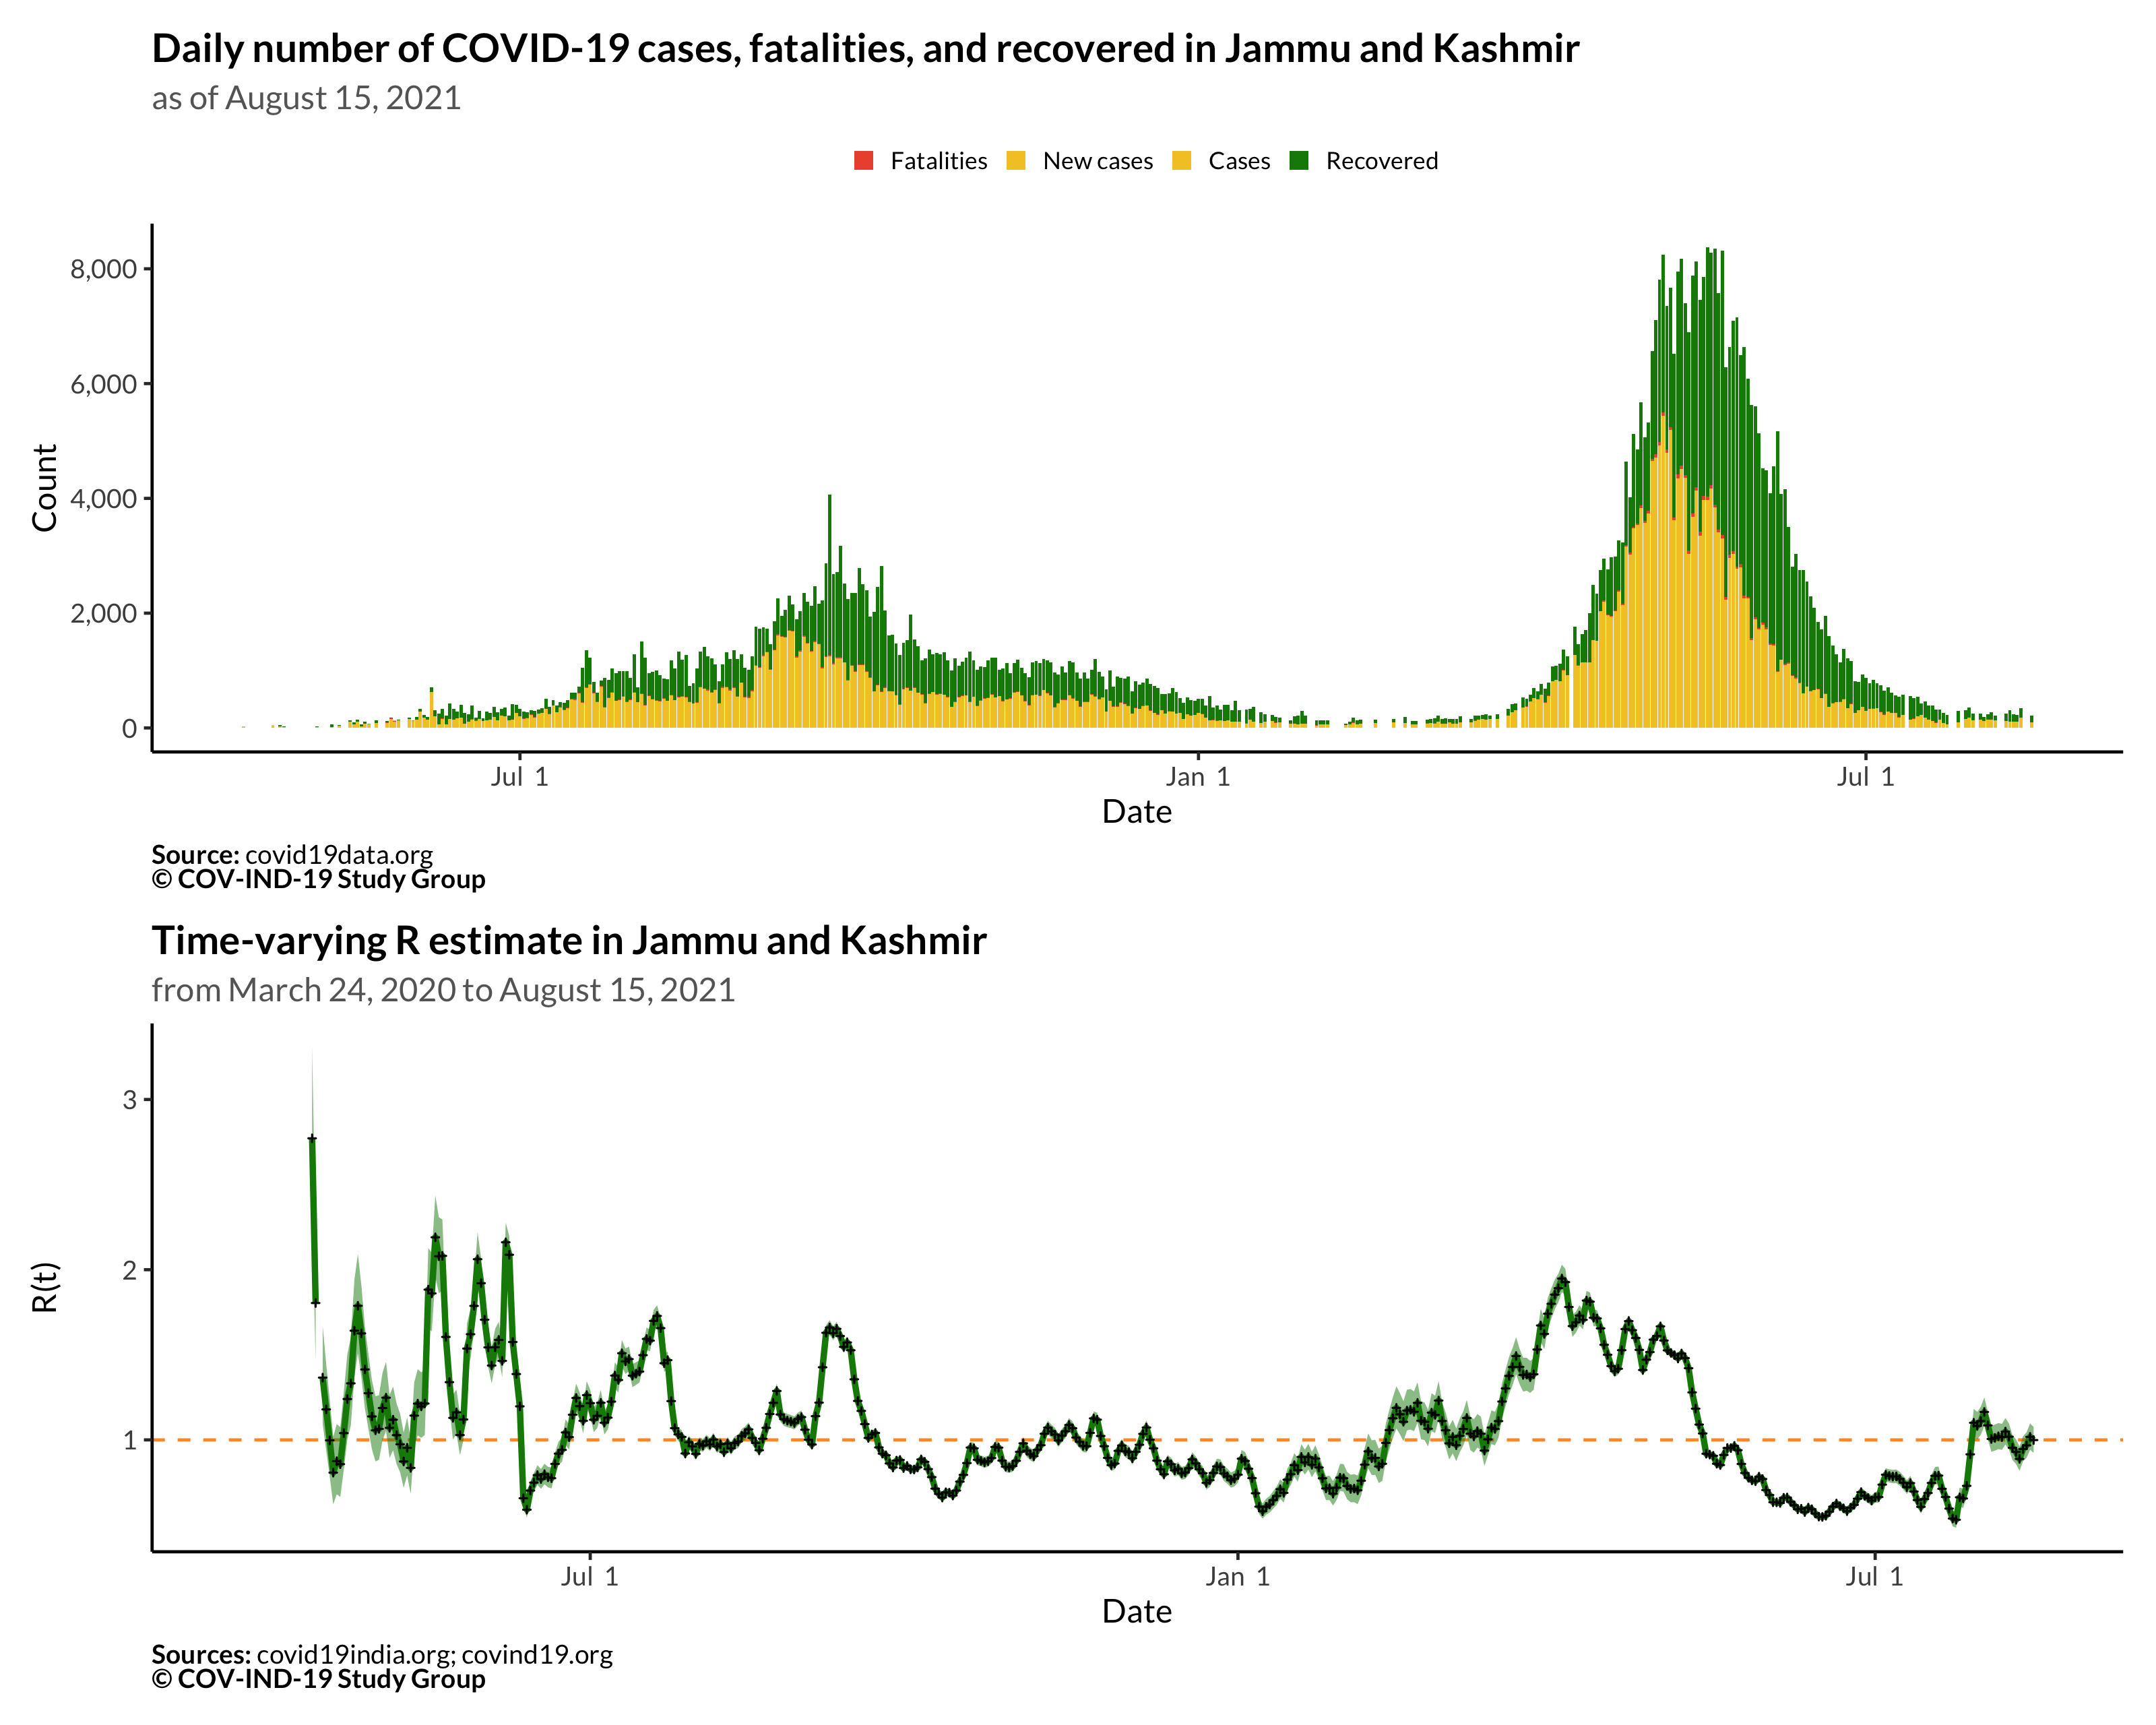 Daily number of COVID-19 cases, fatalities, and recovered in Jammu and Kashmir
as of August 15, 2021
Fatalities New cases Cases Recovered
Count
8,000
6,000
4,000
2,000
0
Jul 1 Jan 1 Jul 1
Date
Source: covid19data.org
© COV-IND-19 Study Group
Time-varying R estimate in Jammu and Kashmir
from March 24, 2020 to August 15, 2021
R(t)
3
2
1
Jul 1 Jan 1 Jul 1
Date
Sources: covid19india.org; covind19.org
© COV-IND-19 Study Group